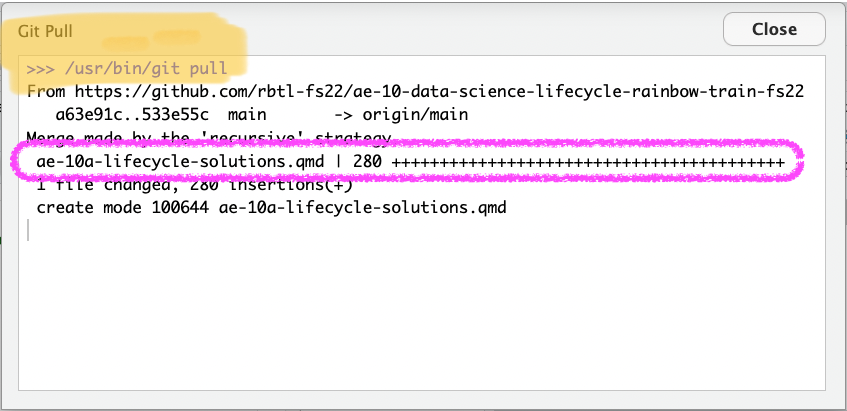 Git Pull
Close
>>> /usr/bin/git pull
From https://github.com/rbtl-fs22/ae-10-data-science-lifecycle-rainbow-train-fs22
a63e91c..533e55c main -> origin/main
Merge made by the 'recursive' strategy.
ae-10a-lifecycle-solutions.qmd | 280 ++++++++++++++++++++++++++++++++++++++++++
1 file changed, 280 insertions(+)
create mode 100644 ae-10a-lifecycle-solutions.qmd